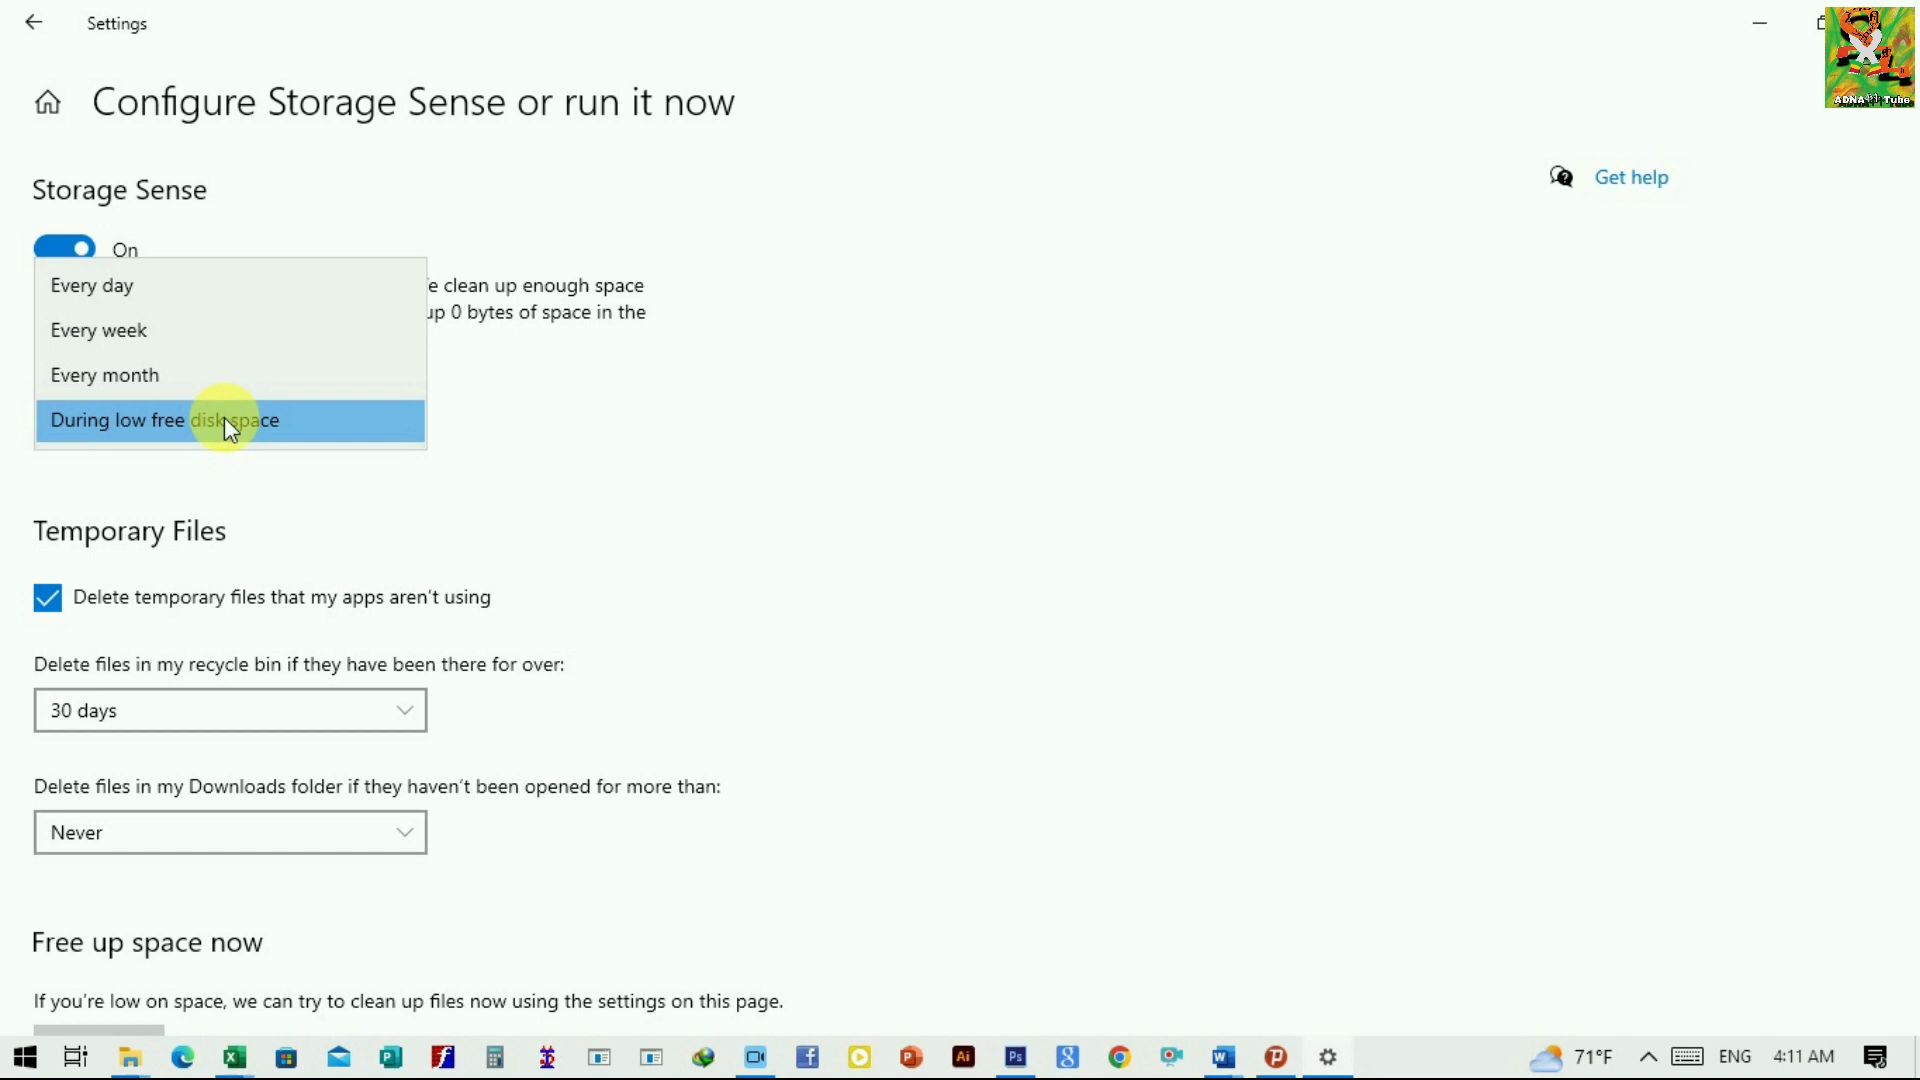 Settings
ADNA Tube
Configure Storage Sense or run it now
Storage Sense
Get help
On
Every day
e clean up enough space
Every week
up 0 bytes of space in the
Every month
During low free disk space
Temporary Files
Delete temporary files that my apps aren't using
Delete files in my recycle bin if they have been there for over:
30 days
Delete files in my Downloads folder if they haven't been opened for more than:
Never
Free up space now
If you're low on space, we can try to clean up files now using the settings on this page.
71°F ENG 4:11 AM